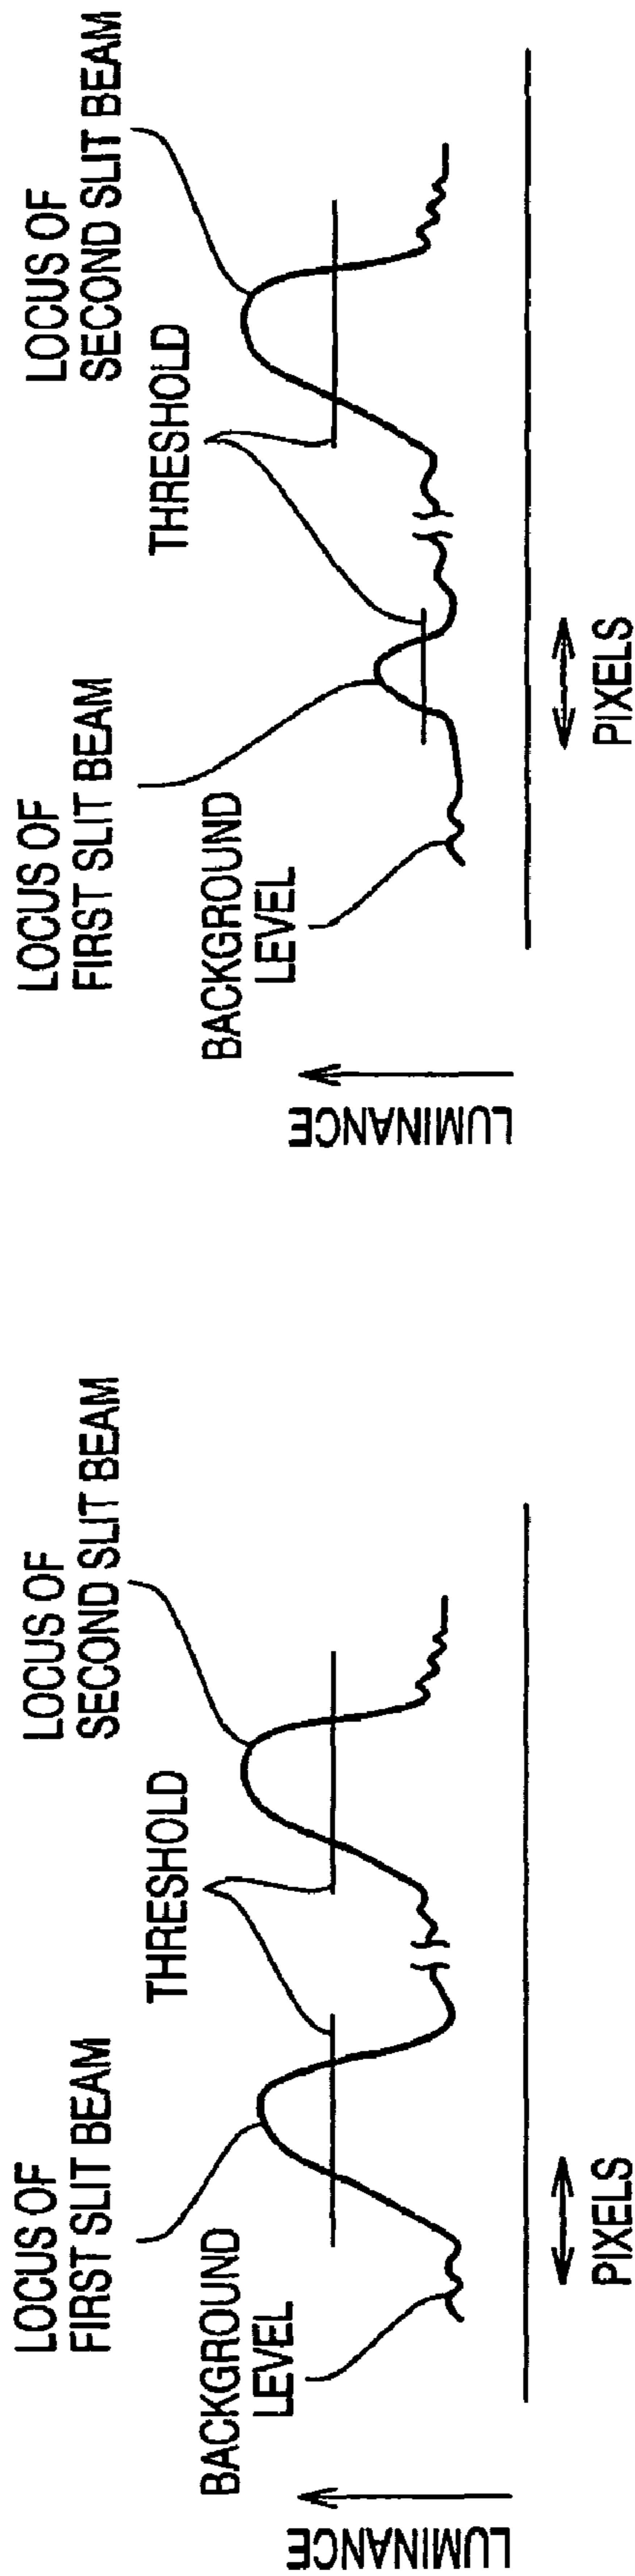 LOCUS OF
FIRST SLIT BEAM
LOCUS OF
SECOND SLIT BEAM
THRESHOLD
BACKGROUND
LEVEL
LUMINANCE
PIXELS
LOCUS OF
FIRST SLIT BEAM
LOCUS OF
SECOND SLIT BEAM
THRESHOLD
BACKGROUND
LEVEL
LUMINANCE
PIXELS